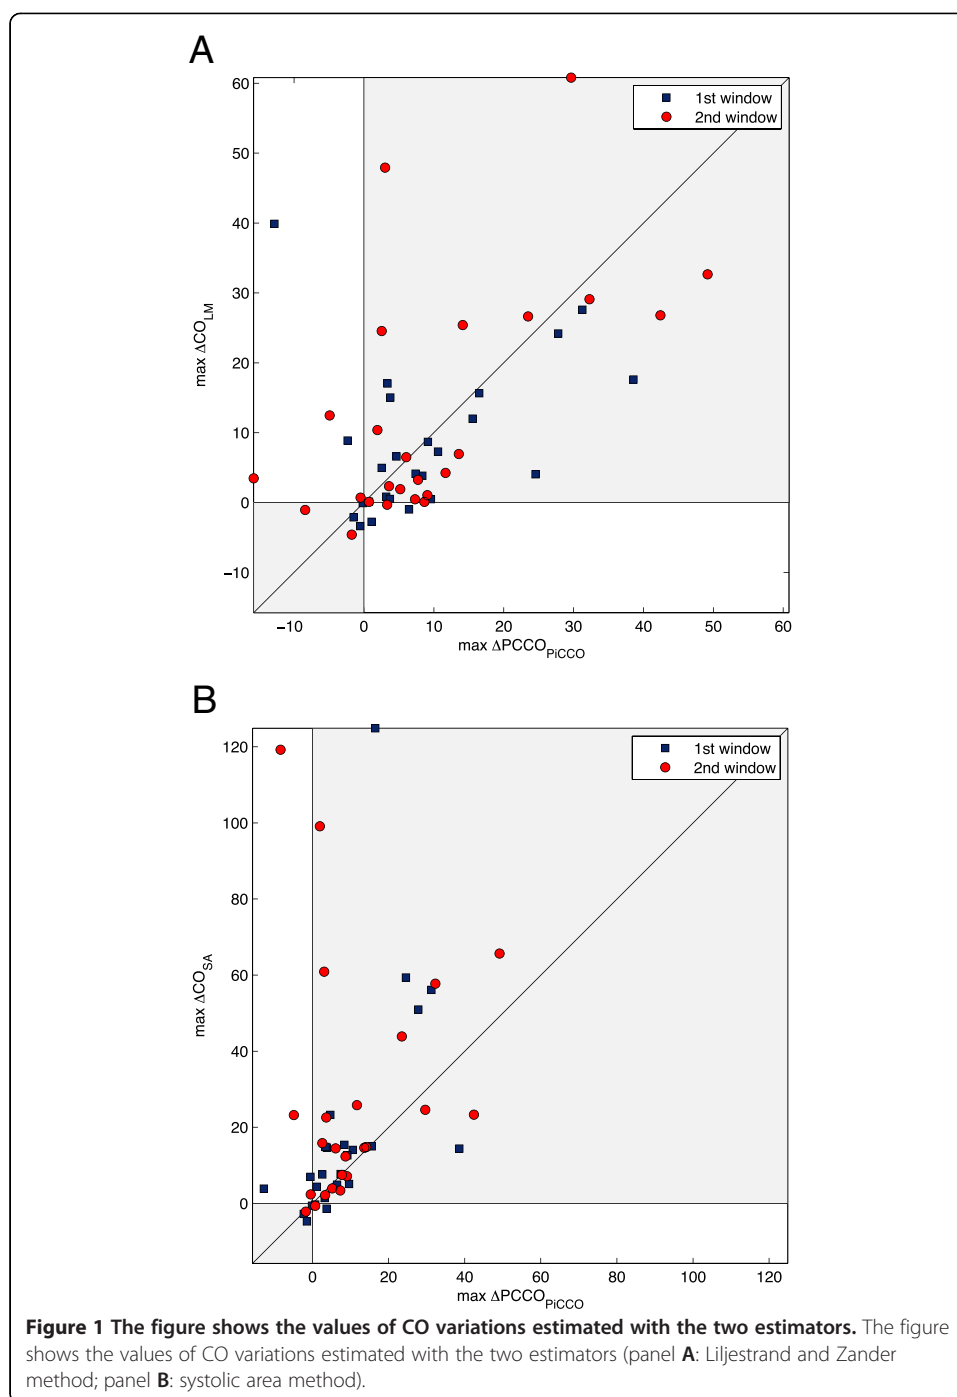 A
60
50
40
30
20
10
0
−10
max ΔCO_LM
−10 0 10 20 30 40 50 60
max ΔPCCO_PiCCO
1st window
2nd window
B
120
100
80
60
40
20
0
max ΔCO_SA
0 20 40 60 80 100 120
max ΔPCCO_PiCCO
1st window
2nd window
Figure 1 The figure shows the values of CO variations estimated with the two estimators. The figure
shows the values of CO variations estimated with the two estimators (panel A: Liljestrand and Zander
method; panel B: systolic area method).